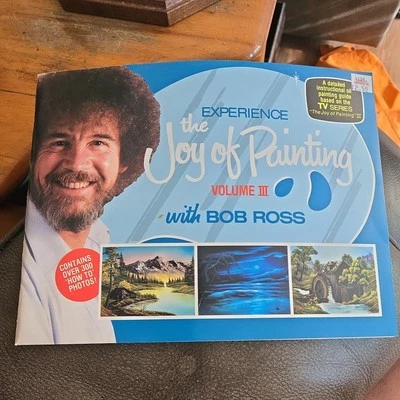 EXPERIENCE
the
Joy of Painting
VOLUME III
with BOB ROSS
A detailed
instructional oil
painting guide
based on the
TV SERIES
"The Joy of Painting"
CONTAINS
OVER 300
"HOW TO"
PHOTOS!